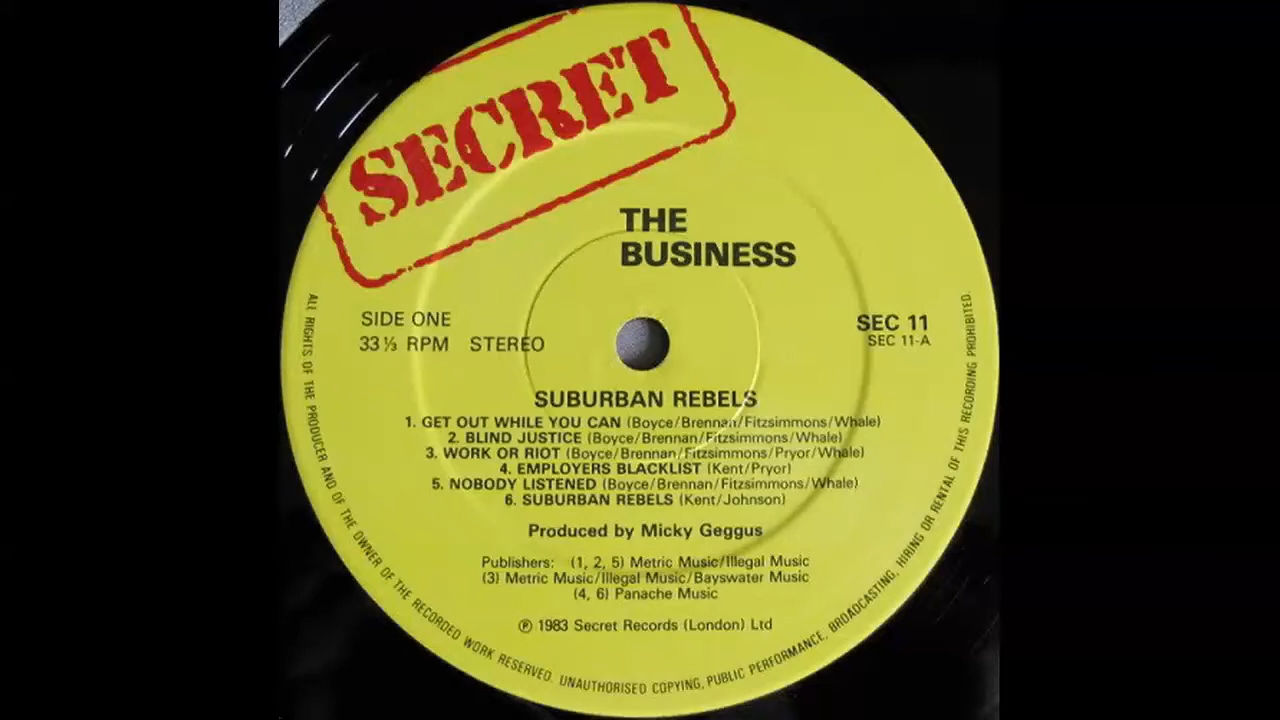 SECRET
THE
BUSINESS
SIDE ONE
33⅓ RPM STEREO
SEC 11
SEC 11-A
SUBURBAN REBELS
1. GET OUT WHILE YOU CAN (Boyce/Brennan/Fitzsimmons/Whale)
2. BLIND JUSTICE (Boyce/Brennan/Fitzsimmons/Whale)
3. WORK OR RIOT (Boyce/Brennan/Fitzsimmons/Pryor/Whale)
4. EMPLOYERS BLACKLIST (Kent/Pryor)
5. NOBODY LISTENED (Boyce/Brennan/Fitzsimmons/Whale)
6. SUBURBAN REBELS (Kent/Johnson)
Produced by Micky Geggus
Publishers: (1, 2, 5) Metric Music/Illegal Music
(3) Metric Music/Illegal Music/Bayswater Music
(4, 6) Panache Music
℗ 1983 Secret Records (London) Ltd
ALL RIGHTS OF THE PRODUCER AND OF THE OWNER OF THE RECORDED WORK RESERVED. UNAUTHORISED COPYING, PUBLIC PERFORMANCE, BROADCASTING, HIRING OR RENTAL OF THIS RECORDING PROHIBITED.